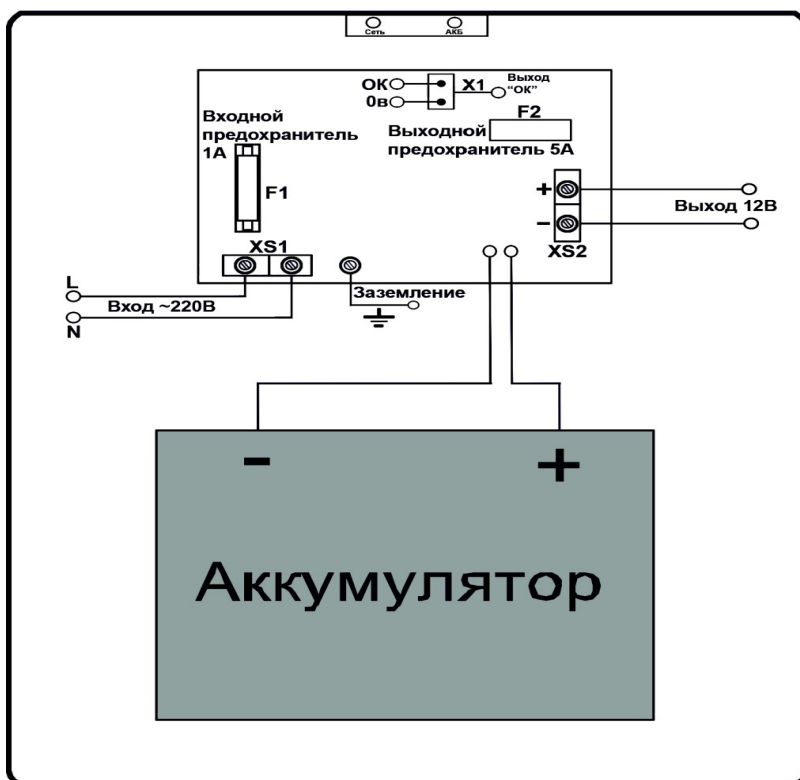 Сеть
АКБ
ОК
0в
X1
Выход
“ОК”
Входной
предохранитель
1А
F1
F2
Выходной
предохранитель 5А
+
−
Выход 12В
XS1
XS2
L
Вход ~220В
N
Заземление
-
+
Аккумулятор